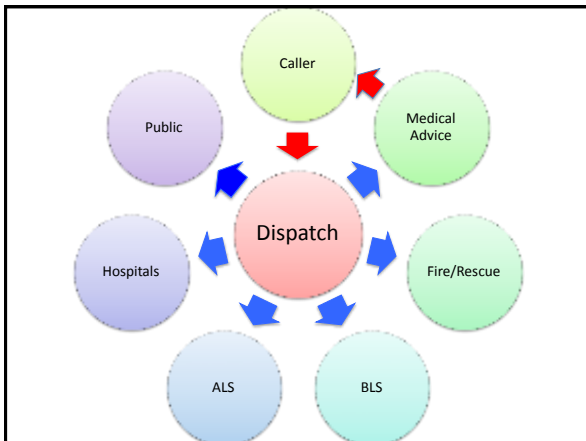 Caller
Public
Medical
Advice
Dispatch
Hospitals
Fire/Rescue
ALS
BLS